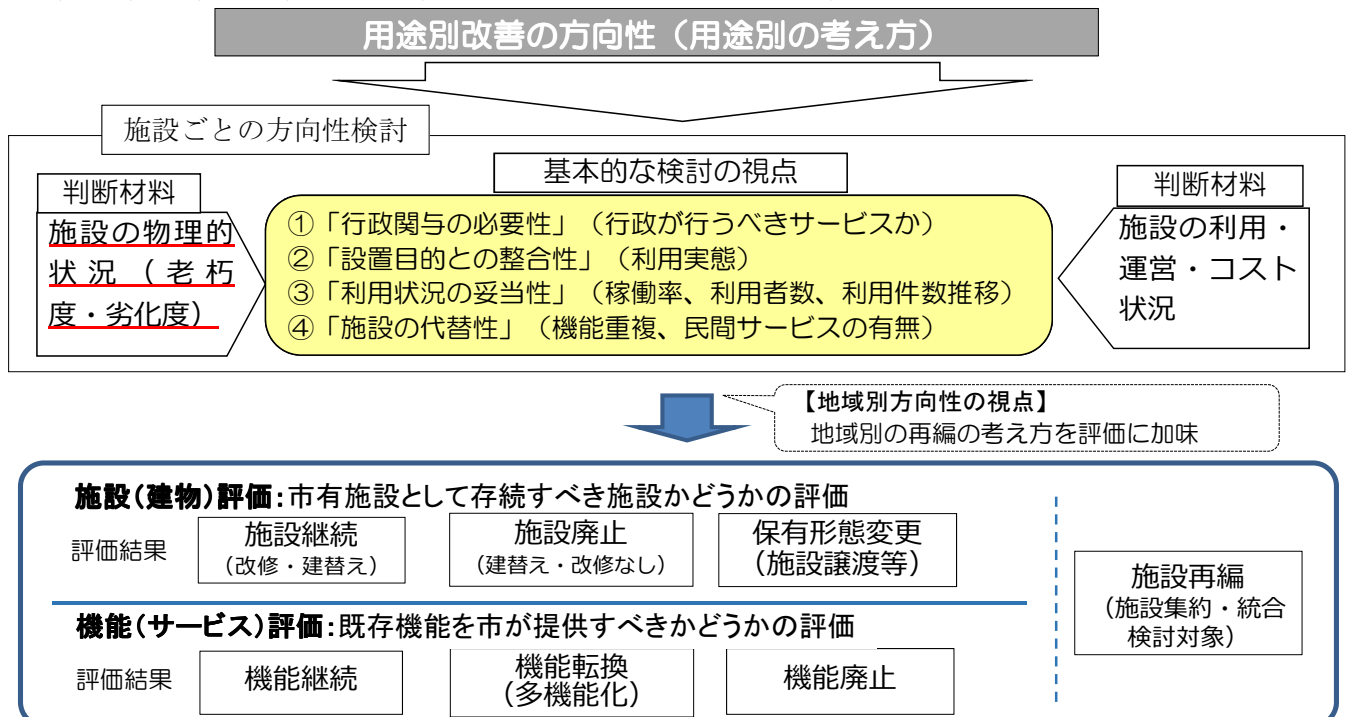 用途別改善の方向性（用途別の考え方）
施設ごとの方向性検討
判断材料
施設の物理的
状況（老朽
度・劣化度）
基本的な検討の視点
①「行政関与の必要性」（行政が行うべきサービスか）
②「設置目的との整合性」（利用実態）
③「利用状況の妥当性」（稼働率、利用者数、利用件数推移）
④「施設の代替性」（機能重複、民間サービスの有無）
判断材料
施設の利用・
運営・コスト
状況
【地域別方向性の視点】
地域別の再編の考え方を評価に加味
施設（建物）評価：市有施設として存続すべき施設かどうかの評価
評価結果
施設継続
（改修・建替え）
施設廃止
（建替え・改修なし）
保有形態変更
（施設譲渡等）
機能（サービス）評価：既存機能を市が提供すべきかどうかの評価
評価結果
機能継続
機能転換
（多機能化）
機能廃止
施設再編
（施設集約・統合
検討対象）